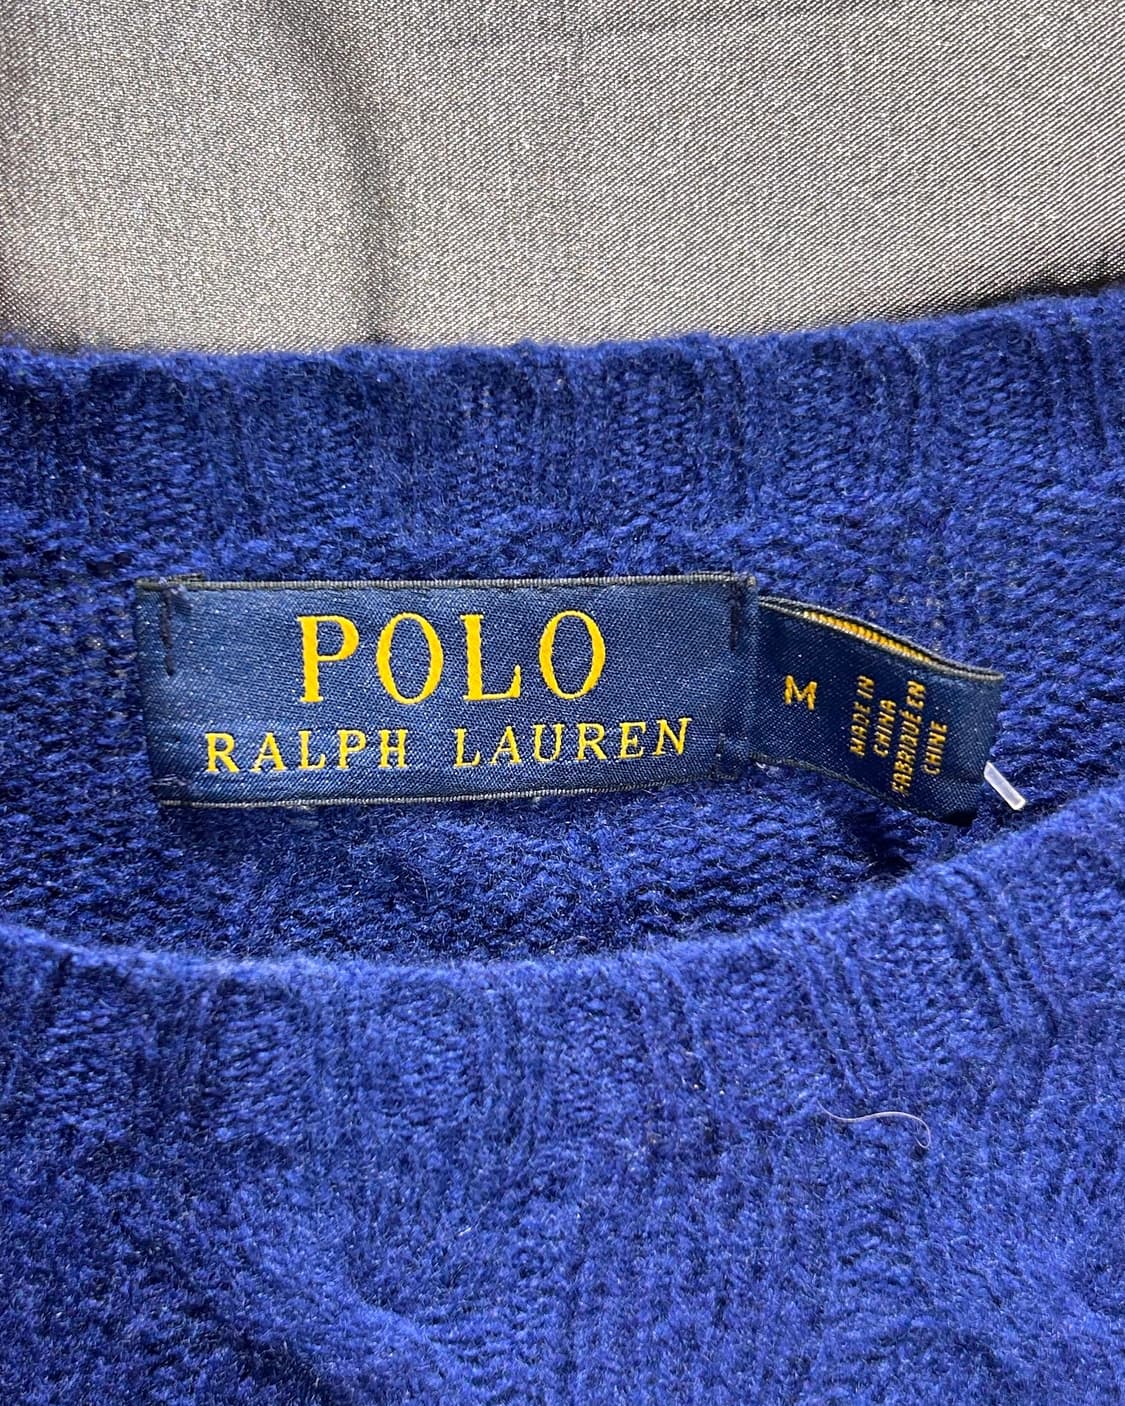 POLO
RALPH LAUREN
M
MADE IN
CHINA
FABRIQUÉ EN
CHINE